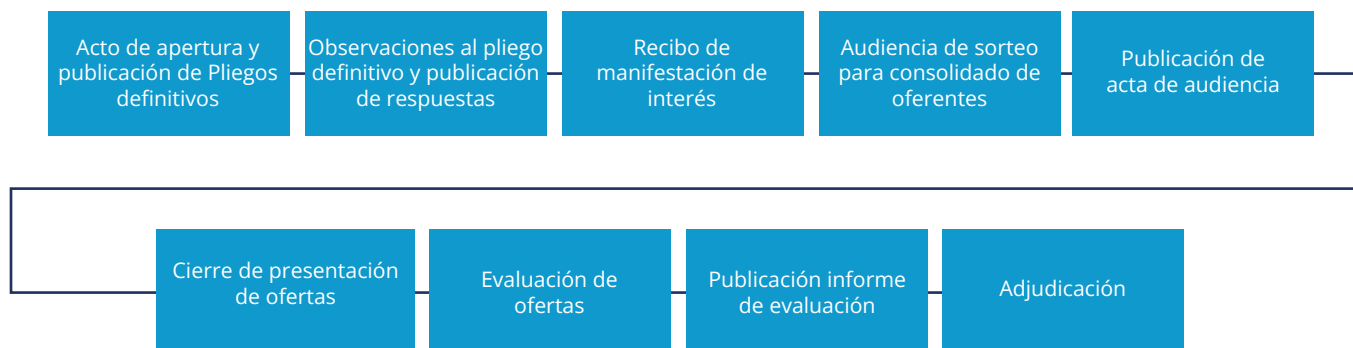 Acto de apertura y
publicación de Pliegos
definitivos
Observaciones al pliego
definitivo y publicación
de respuestas
Recibo de
manifestación de
interés
Audiencia de sorteo
para consolidado de
oferentes
Publicación de
acta de audiencia
Cierre de presentación
de ofertas
Evaluación de
ofertas
Publicación informe
de evaluación
Adjudicación